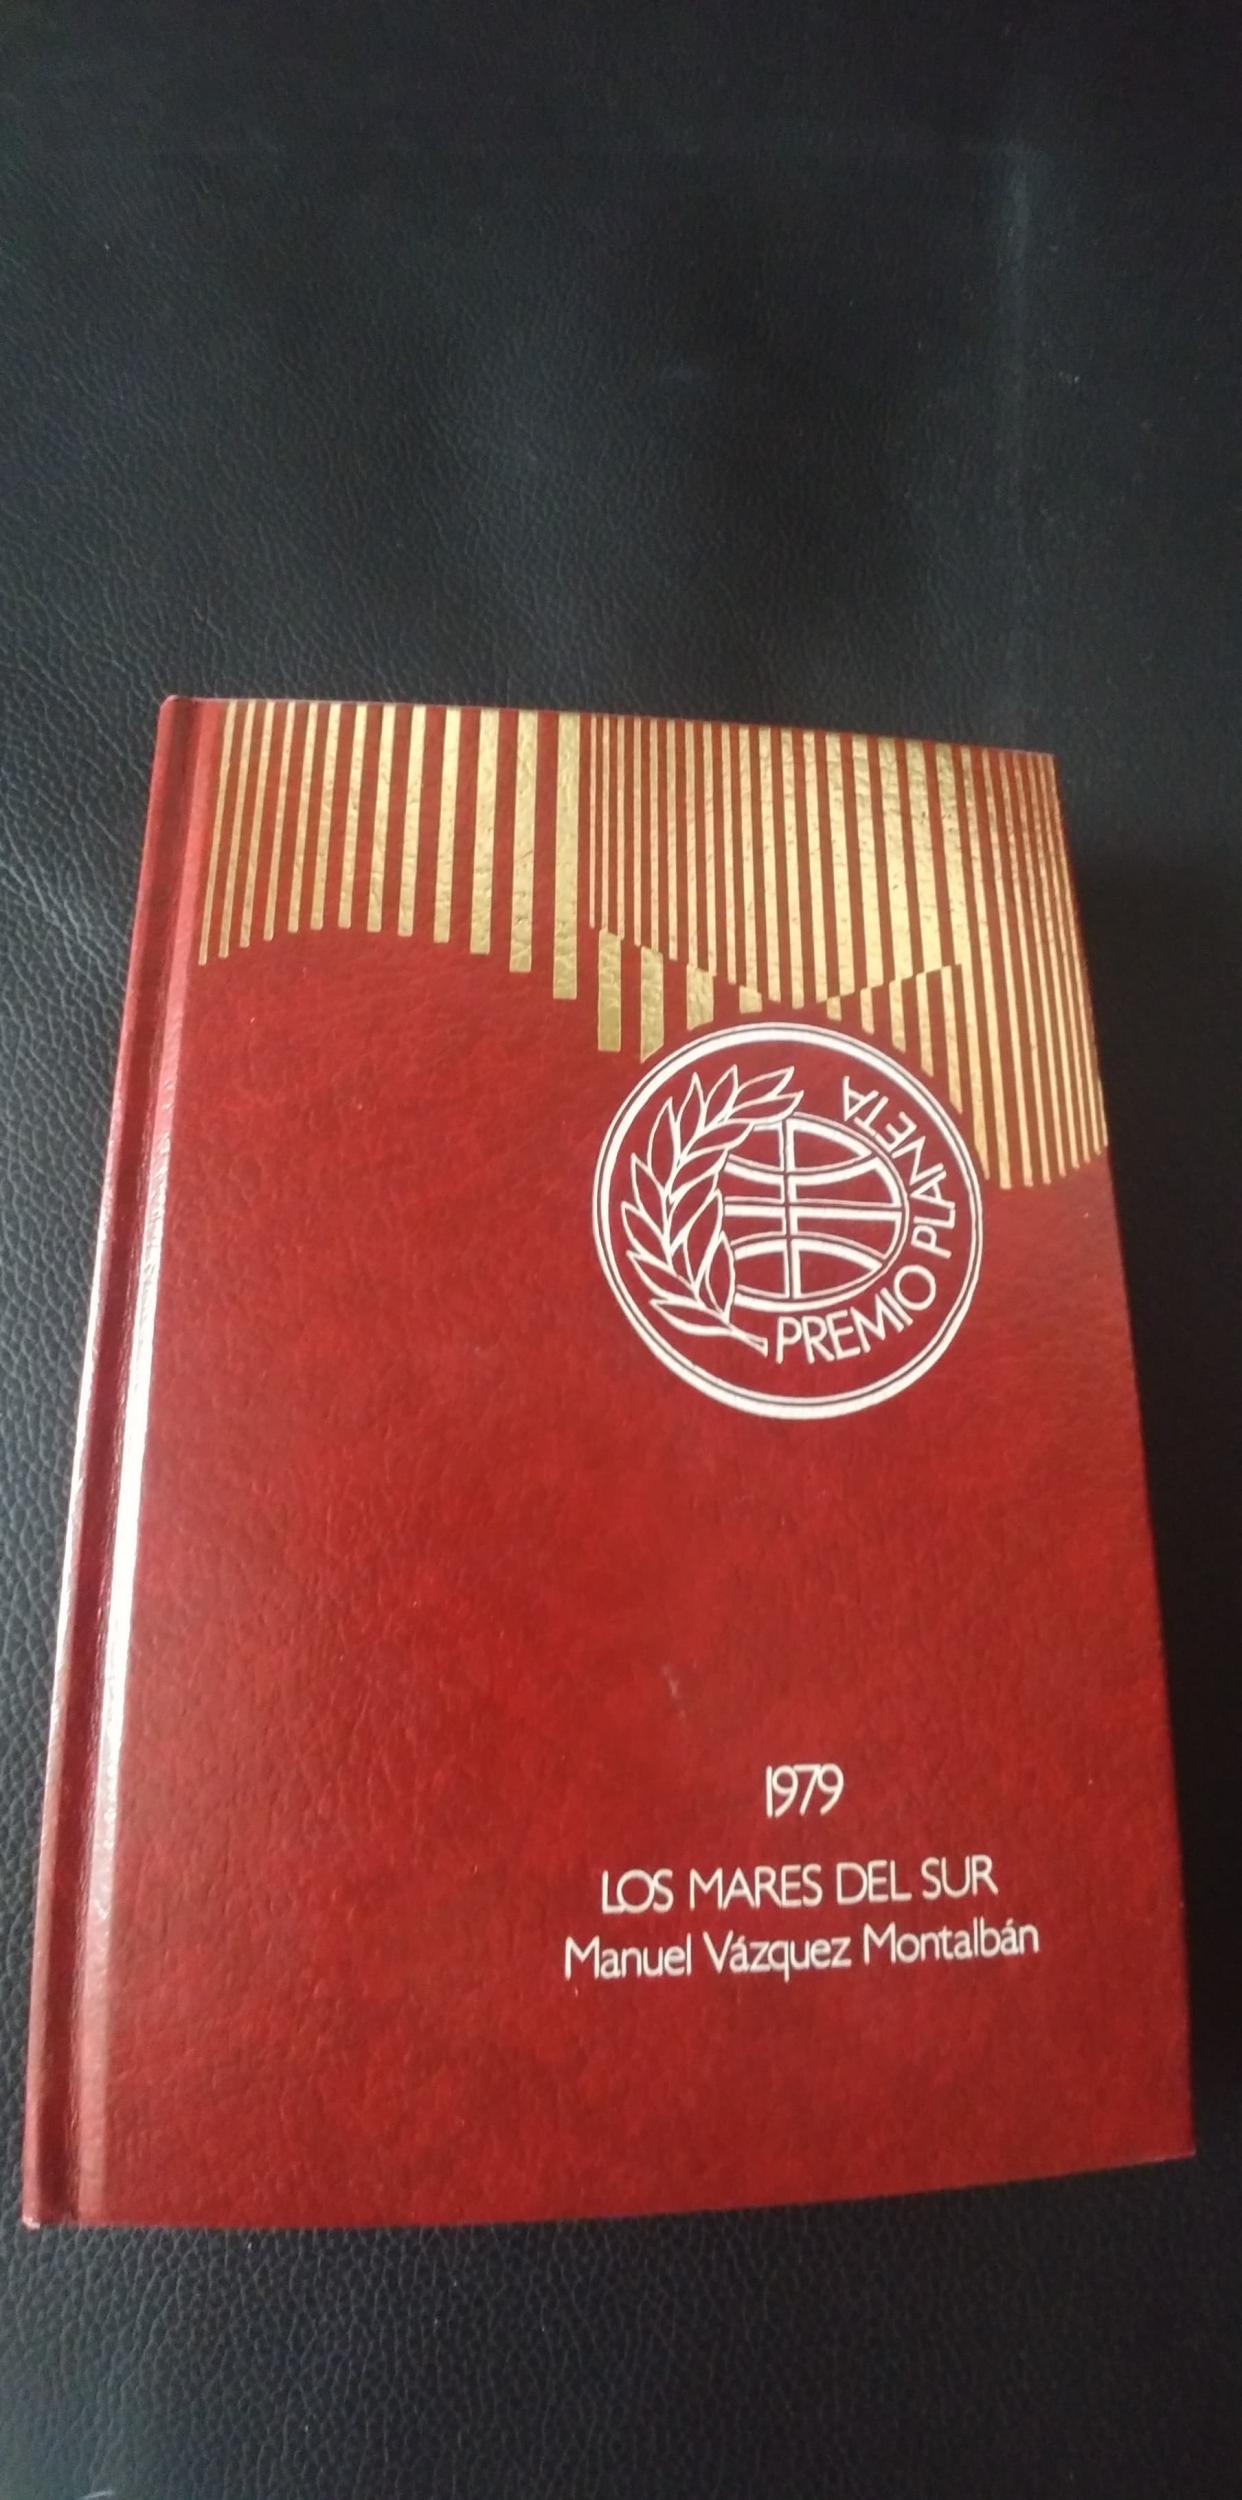 PREMIO PLANETA
1979
LOS MARES DEL SUR
Manuel Vázquez Montalbán